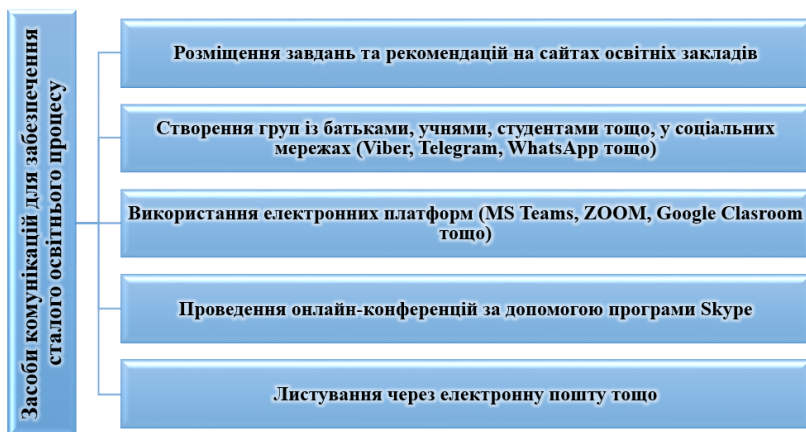 Засоби комунікацій для забезпечення
сталого освітнього процесу
Розміщення завдань та рекомендацій на сайтах освітніх закладів
Створення груп із батьками, учнями, студентами тощо, у соціальних
мережах (Viber, Telegram, WhatsApp тощо)
Використання електронних платформ (MS Teams, ZOOM, Google Clasroom
тощо)
Проведення онлайн-конференцій за допомогою програми Skype
Листування через електронну пошту тощо